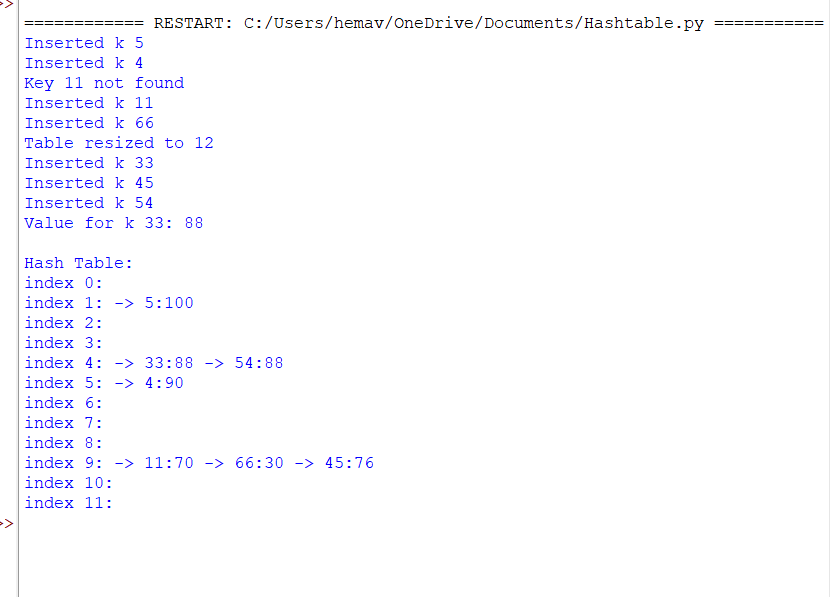 >>
============ RESTART: C:/Users/hemav/OneDrive/Documents/Hashtable.py ===========
Inserted k 5
Inserted k 4
Key 11 not found
Inserted k 11
Inserted k 66
Table resized to 12
Inserted k 33
Inserted k 45
Inserted k 54
Value for k 33: 88
Hash Table:
index 0:
index 1: -> 5:100
index 2:
index 3:
index 4: -> 33:88 -> 54:88
index 5: -> 4:90
index 6:
index 7:
index 8:
index 9: -> 11:70 -> 66:30 -> 45:76
index 10:
index 11:
>>